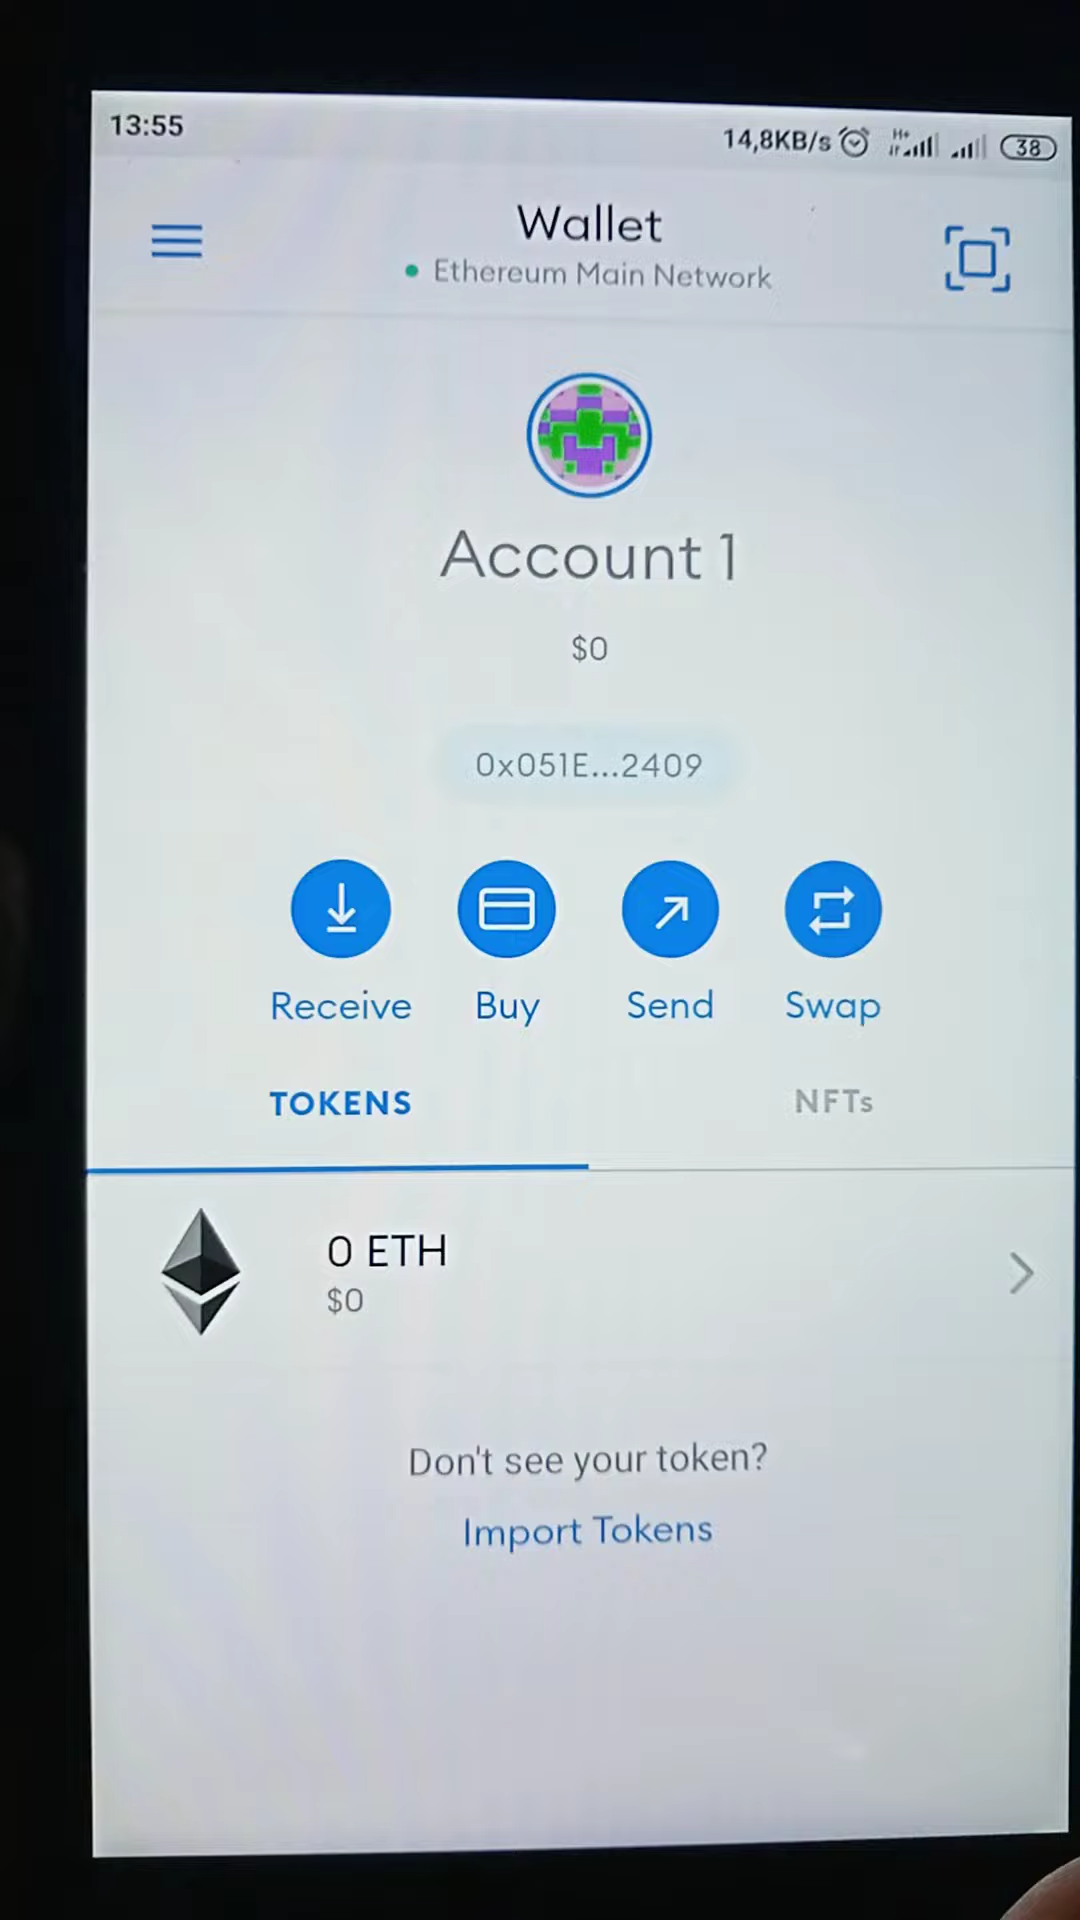 13:55
14,8KB/s H+ 38
Wallet
Ethereum Main Network
Account 1
$0
0x051E...2409
Receive Buy Send Swap
TOKENS NFTs
0 ETH
$0
Don't see your token?
Import Tokens